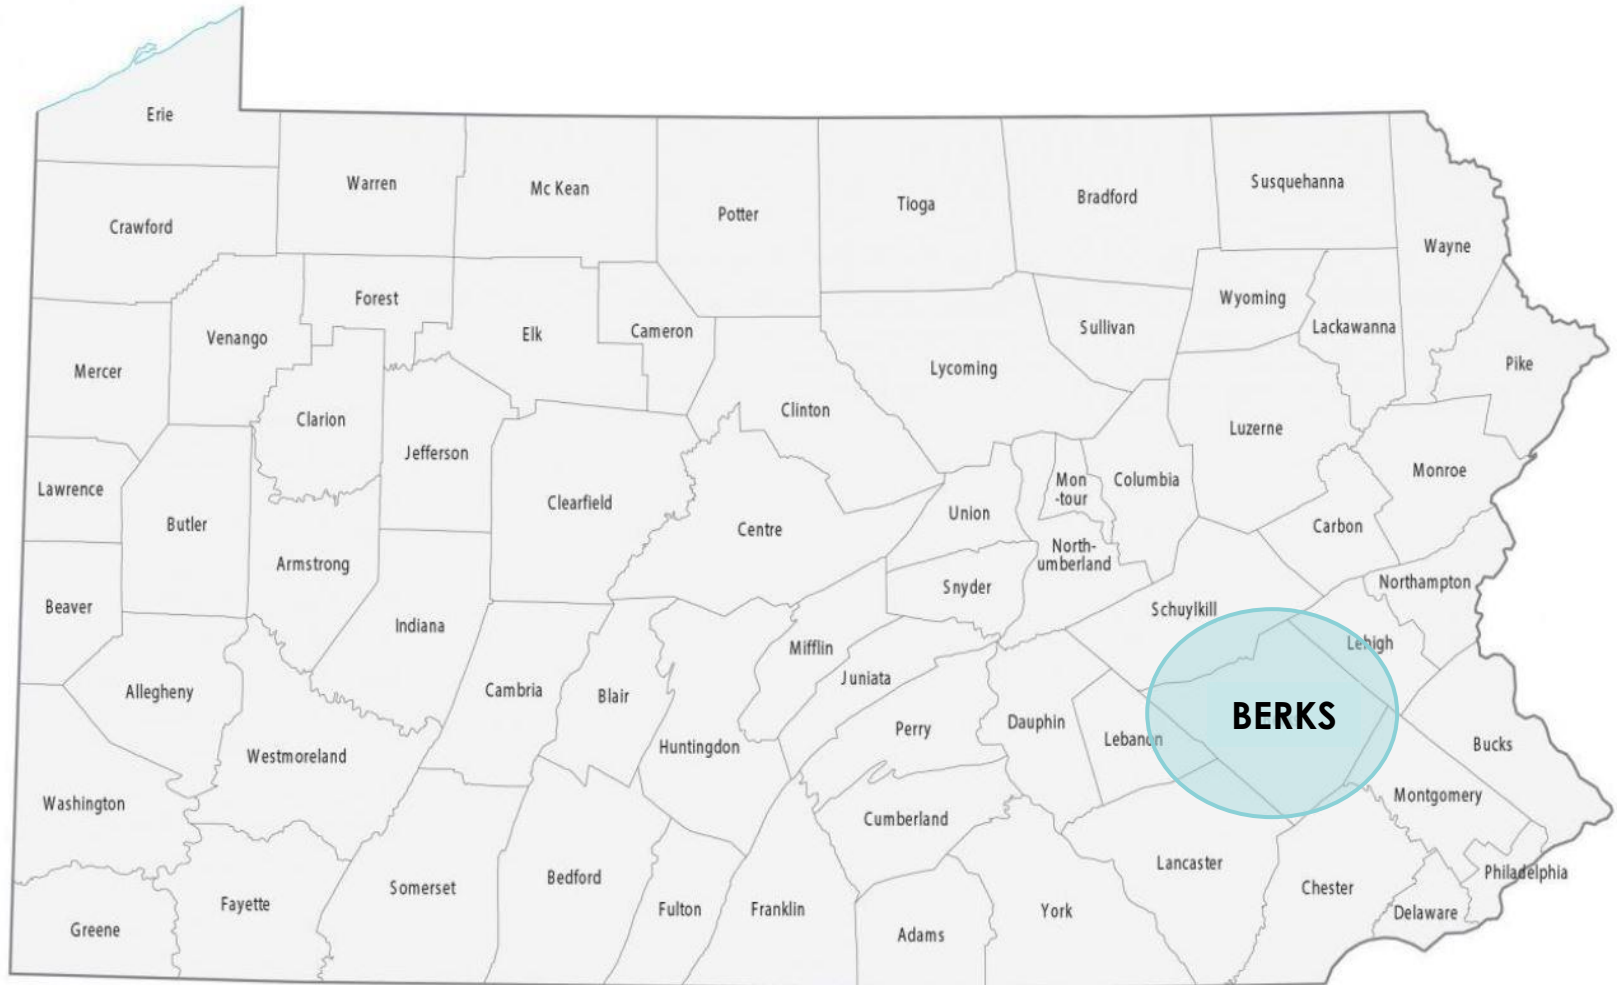 Erie
Warren
Mc Kean
Potter
Tioga
Bradford
Susquehanna
Wayne
Crawford
Forest
Venango
Elk
Cameron
Sullivan
Wyoming
Lackawanna
Pike
Mercer
Lycoming
Clarion
Clinton
Luzerne
Jefferson
Monroe
Lawrence
Clearfield
Mon
-tour
Columbia
Butler
Centre
Union
Carbon
Armstrong
North-
umberland
Northampton
Beaver
Snyder
Schuylkill
Indiana
Mifflin
Lehigh
Allegheny
Cambria
Blair
Juniata
Huntingdon
Perry
Dauphin
Lebanon
BERKS
Bucks
Westmoreland
Washington
Cumberland
Montgomery
Lancaster
Philadelphia
Somerset
Bedford
Chester
Fayette
Greene
Fulton
Franklin
Adams
York
Delaware